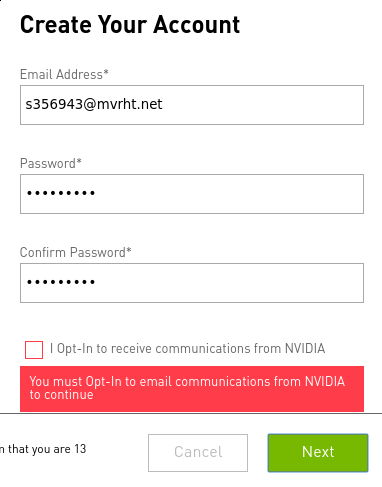 Create Your Account
Email Address*
s356943@mvrht.net
Password*
•••••••••
Confirm Password*
•••••••••
I Opt-In to receive communications from NVIDIA
You must Opt-In to email communications from NVIDIA
to continue
that you are 13
Cancel
Next